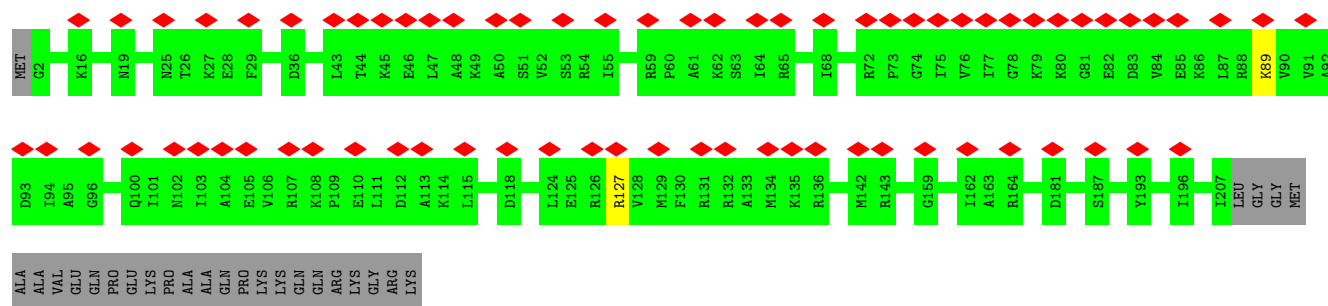 MET G2 K16 N19 N25 T26 K27 E28 F29 D36 L43 T44 K45 E46 L47 A48 K49 A50 S51 V52 S53 R54 I55 R59 P60 A61 K62 S63 I64 R65 I68 R72 P73 G74 I75 V76 I77 G78 K79 K80 G81 E82 D83 V84 E85 K86 L87 R88 K89 V90 V91 A92
D93 I94 A95 G96 Q100 I101 N102 I103 A104 E105 V106 R107 K108 P109 E110 L111 D112 A113 K114 L115 D118 L124 E125 R126 R127 V128 M129 F130 R131 R132 A133 M134 K135 R136 M142 R143 G159 I162 A163 R164 D181 S187 Y193 I196 I207 LEU GLY GLY MET
ALA ALA VAL GLU GLN PRO GLU LYS PRO ALA ALA GLN PRO LYS LYS GLN GLN ARG LYS GLY ARG LYS